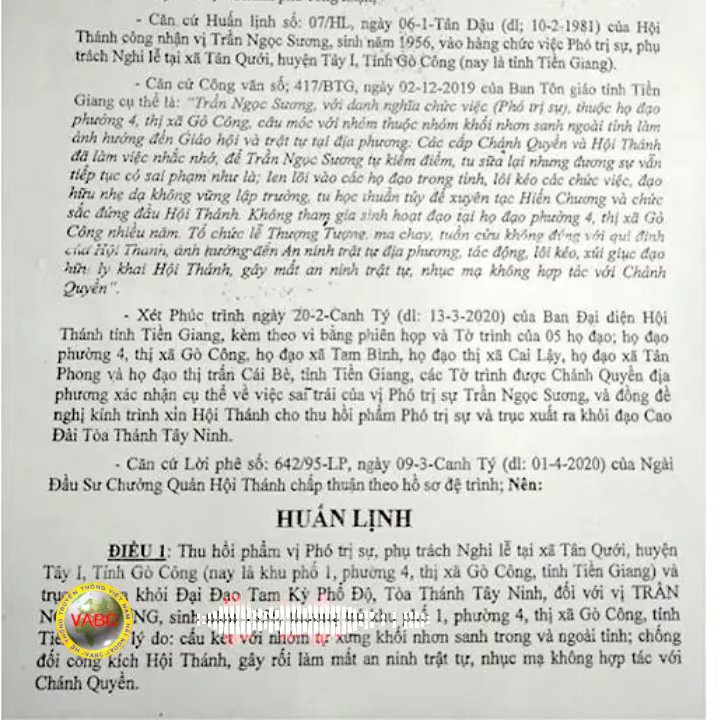 - Căn cứ Huấn lịnh số: 07/HL, ngày 06-1-Tân Dậu (dl; 10-2-1981) của Hội
Thánh công nhận vị Trần Ngọc Sương, sinh năm 1956, vào hàng chức việc Phó trị sự, phụ
trách Nghi lễ tại xã Tân Qưới, huyện Tây I, Tỉnh Gò Công (nay là tỉnh Tiền Giang).
- Căn cứ Công văn số; 417/BTG, ngày 02-12-2019 của Ban Tôn giáo tỉnh Tiền
Giang cụ thể là: "Trần Ngọc Sương, với danh nghĩa chức việc (Phó trị sự), thuộc họ đạo
phường 4, thị xã Gò Công, câu móc với nhóm thuộc nhóm khối nhơn sanh ngoài tỉnh làm
ảnh hưởng đến Giáo hội và trật tự tại địa phương. Các cấp Chánh Quyền và Hội Thánh
đã làm việc nhắc nhở, để Trần Ngọc Sương tự kiểm điểm, tu sữa lại nhưng đương sự vẫn
tiếp tục có sai phạm như là; len lõi vào các họ đạo trong tỉnh, lôi kéo các chức việc, đạo
hữu nhẹ dạ không vững lập trường, tu học thuần túy để xuyên tạc Hiến Chương và chức
sắc đứng đầu Hội Thánh. Không tham gia sinh hoạt đạo tại họ đạo phường 4, thị xã Gò
Công nhiều năm. Tổ chức lễ Thượng Tượng, ma chay, tuần cửu không đúng với qui định
của Hội Thánh, ảnh hưởng đến An ninh trật tự địa phương, tác động, lôi kéo, xúi giục đạo
hữu ly khai Hội Thánh, gây mất an ninh trật tự, nhục mạ không hợp tác với Chánh
Quyền".
- Xét Phúc trình ngày 20-2-Canh Tý (dl: 13-3-2020) của Ban Đại diện Hội
Thánh tỉnh Tiền Giang, kèm theo vi bằng phiên họp và Tờ trình của 05 họ đạo; họ đạo
phường 4, thị xã Gò Công, họ đạo xã Tam Bình, họ đạo thị xã Cai Lậy, họ đạo xã Tân
Phong và họ đạo thị trấn Cái Bè, tỉnh Tiền Giang, các Tờ trình được Chánh Quyền địa
phương xác nhận cụ thể về việc sai trái của vị Phó trị sự Trần Ngọc Sương, và đồng đề
nghị kính trình xin Hội Thánh cho thu hồi phẩm Phó trị sự và trục xuất ra khỏi đạo Cao
Đài Tòa Thánh Tây Ninh.
- Căn cứ Lời phê số: 642/95-LP, ngày 09-3-Canh Tý (dl: 01-4-2020) của Ngài
Đầu Sư Chưởng Quản Hội Thánh chấp thuận theo hồ sơ đệ trình; Nên:
HUẤN LỊNH
ĐIỀU 1: Thu hồi phẩm vị Phó trị sự, phụ trách Nghi lễ tại xã Tân Qưới, huyện
Tây I, Tỉnh Gò Công (nay là khu phố 1, phường 4, thị xã Gò Công, tỉnh Tiền Giang) và
khỏi Đại Đạo Tam Kỳ Phổ Độ, Tòa Thánh Tây Ninh, đối với vị TRẦN
phố 1, phường 4, thị xã Gò Công, tỉnh
lý do: cấu kết với nhóm tự xưng khối nhơn sanh trong và ngoài tỉnh; chống
đối công kích Hội Thánh, gây rối làm mất an ninh trật tự, nhục mạ không hợp tác với
Chánh Quyền.
VABC